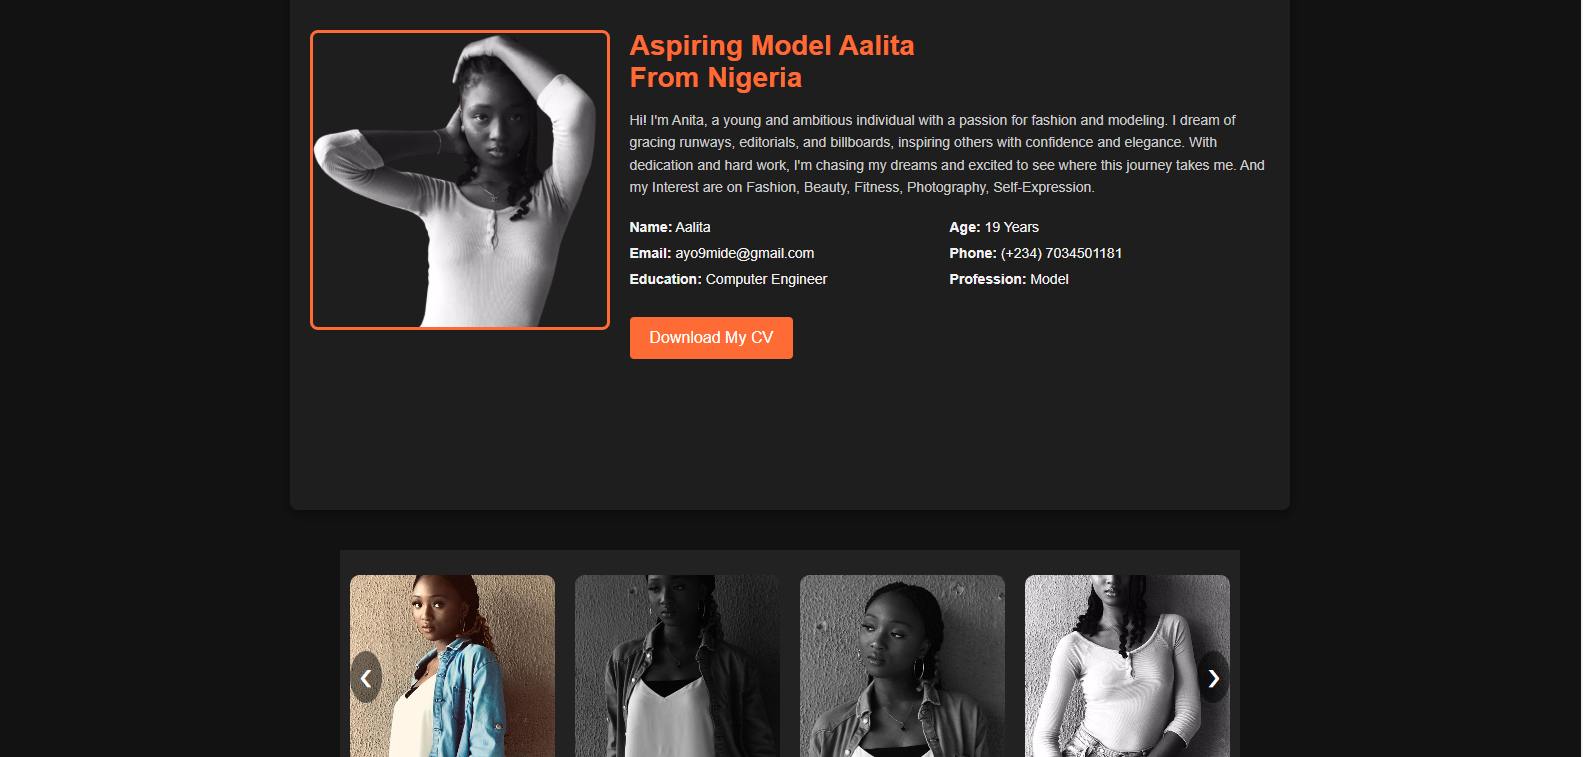 Aspiring Model Aalita
From Nigeria
Hi! I'm Anita, a young and ambitious individual with a passion for fashion and modeling. I dream of
gracing runways, editorials, and billboards, inspiring others with confidence and elegance. With
dedication and hard work, I'm chasing my dreams and excited to see where this journey takes me. And
my Interest are on Fashion, Beauty, Fitness, Photography, Self-Expression.
Name: Aalita
Age: 19 Years
Email: ayo9mide@gmail.com
Phone: (+234) 7034501181
Education: Computer Engineer
Profession: Model
Download My CV